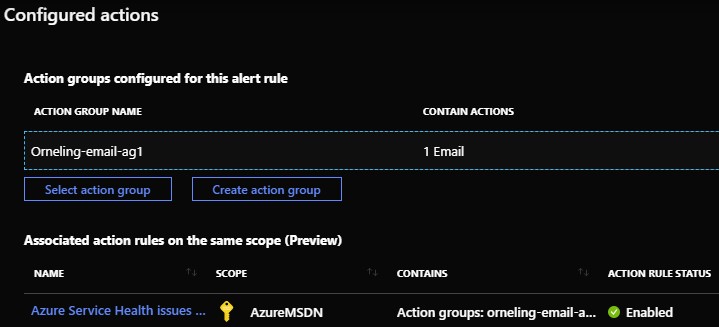 Configured actions
Action groups configured for this alert rule
ACTION GROUP NAME CONTAIN ACTIONS
Orneling-email-ag1 1 Email
Select action group Create action group
Associated action rules on the same scope (Preview)
NAME SCOPE CONTAINS ACTION RULE STATUS
Azure Service Health issues ... AzureMSDN Action groups: orneling-email-a... Enabled